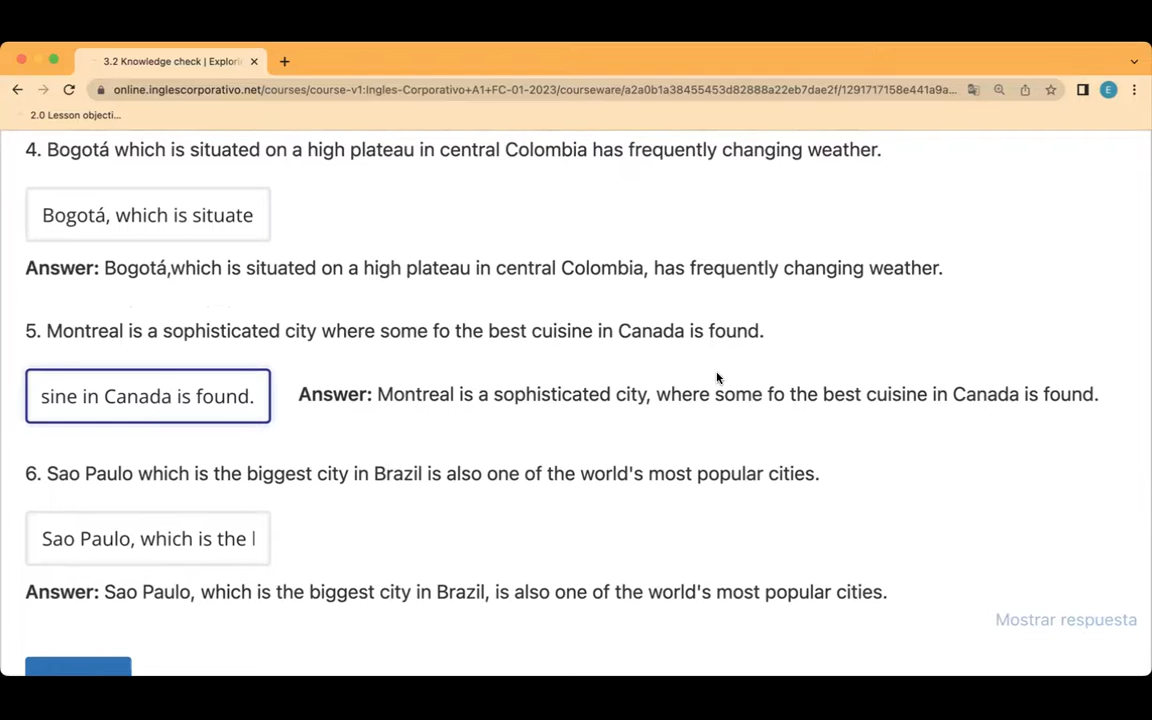 3.2 Knowledge check | Explorin
online.inglescorporativo.net/courses/course-v1:Ingles-Corporativo+A1+FC-01-2023/courseware/a2a0b1a38455453d82888a22eb7dae2f/1291717158e441a9a...
E
2.0 Lesson objecti...
4. Bogotá which is situated on a high plateau in central Colombia has frequently changing weather.
Bogotá, which is situate
Answer: Bogotá,which is situated on a high plateau in central Colombia, has frequently changing weather.
5. Montreal is a sophisticated city where some fo the best cuisine in Canada is found.
sine in Canada is found.
Answer: Montreal is a sophisticated city, where some fo the best cuisine in Canada is found.
6. Sao Paulo which is the biggest city in Brazil is also one of the world's most popular cities.
Sao Paulo, which is the l
Answer: Sao Paulo, which is the biggest city in Brazil, is also one of the world's most popular cities.
Mostrar respuesta